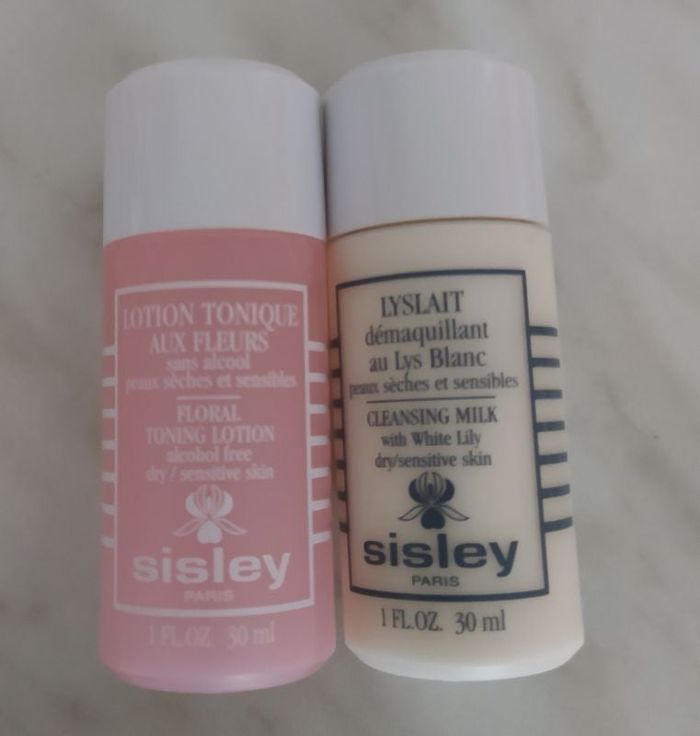 LOTION TONIQUE
AUX FLEURS
sans alcool
peaux sèches et sensibles
FLORAL
TONING LOTION
alcohol free
dry / sensitive skin
sisley
PARIS
1 FL.OZ. 30 ml
LYSLAIT
démaquillant
au Lys Blanc
peaux sèches et sensibles
CLEANSING MILK
with White Lily
dry/sensitive skin
sisley
PARIS
1 FL.OZ. 30 ml